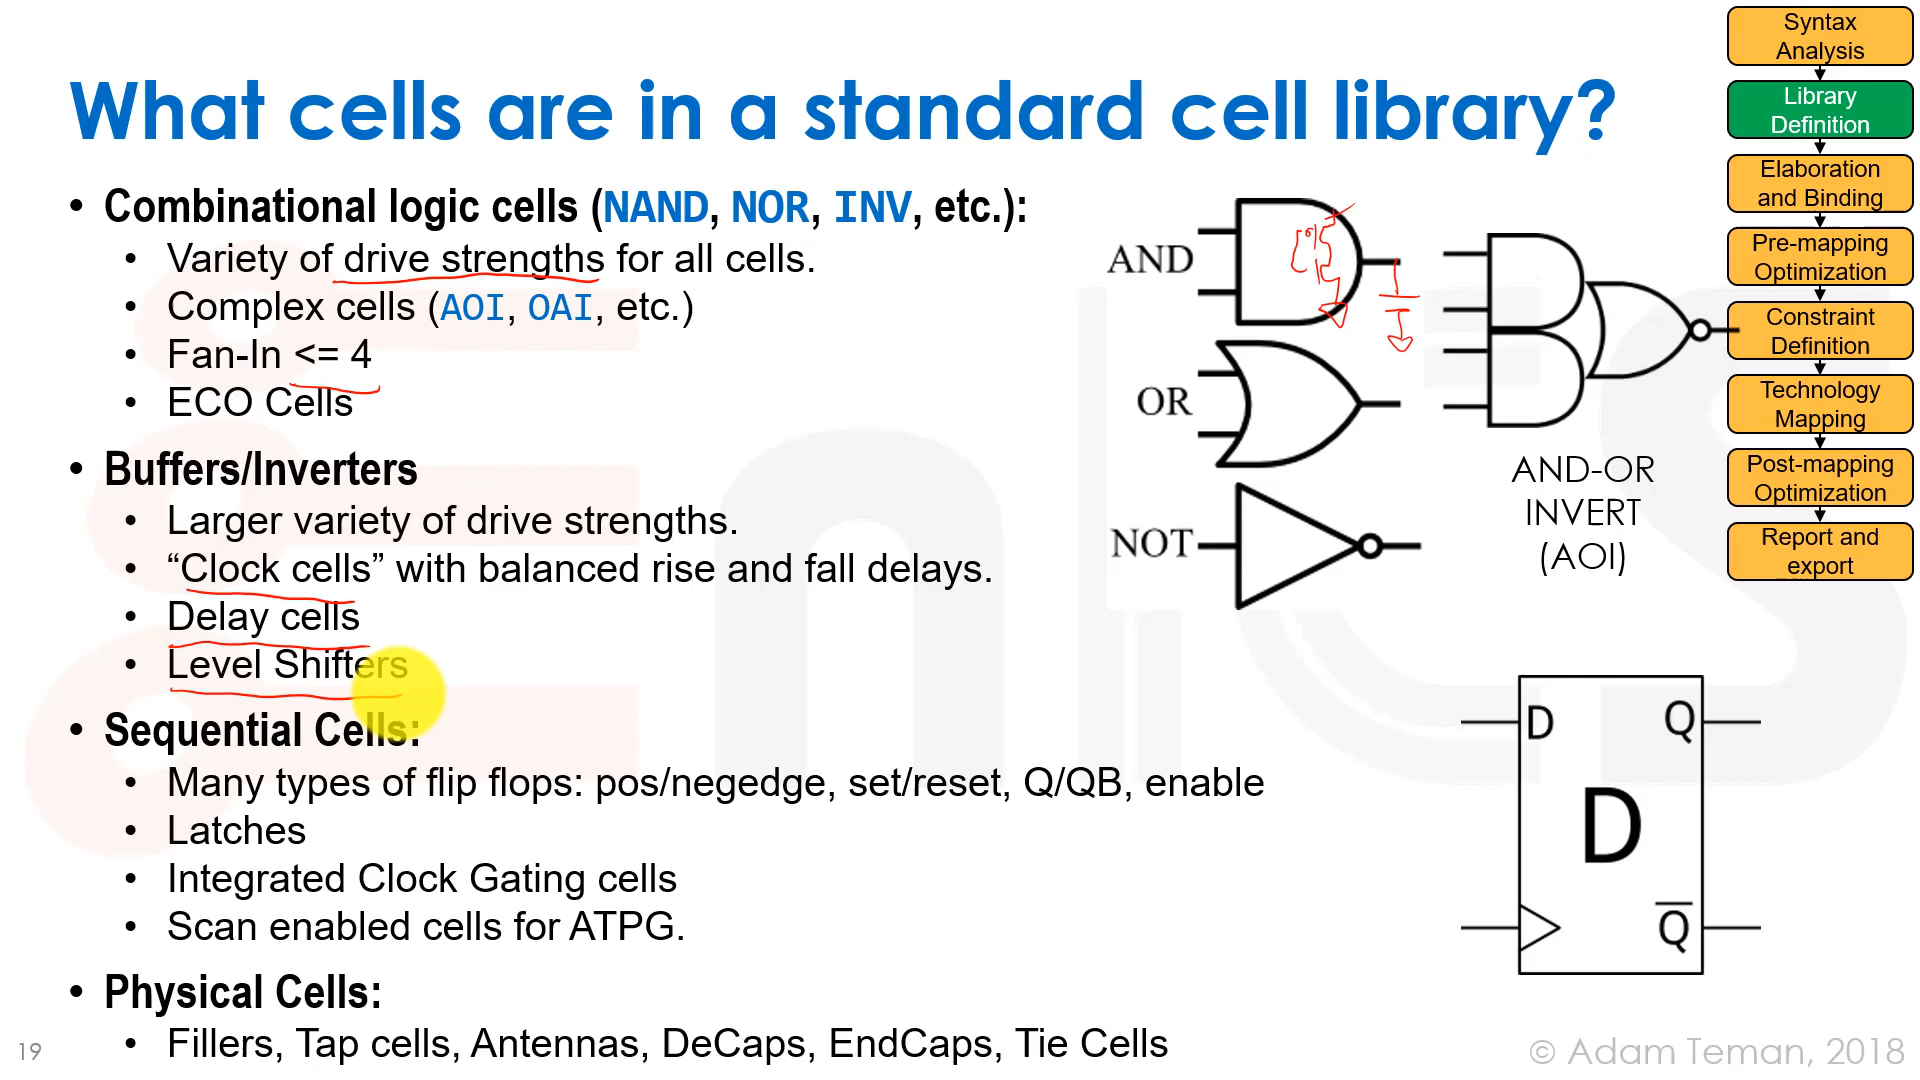 What cells are in a standard cell library?
• Combinational logic cells (NAND, NOR, INV, etc.):
• Variety of drive strengths for all cells.
• Complex cells (AOI, OAI, etc.)
• Fan-In <= 4
• ECO Cells
• Buffers/Inverters
• Larger variety of drive strengths.
• “Clock cells” with balanced rise and fall delays.
• Delay cells
• Level Shifters
• Sequential Cells:
• Many types of flip flops: pos/negedge, set/reset, Q/QB, enable
• Latches
• Integrated Clock Gating cells
• Scan enabled cells for ATPG.
• Physical Cells:
• Fillers, Tap cells, Antennas, DeCaps, EndCaps, Tie Cells
AND
OR
NOT
AND-OR
INVERT
(AOI)
D
Q
D
Q̅
Syntax
Analysis
Library
Definition
Elaboration
and Binding
Pre-mapping
Optimization
Constraint
Definition
Technology
Mapping
Post-mapping
Optimization
Report and
export
19
© Adam Teman, 2018